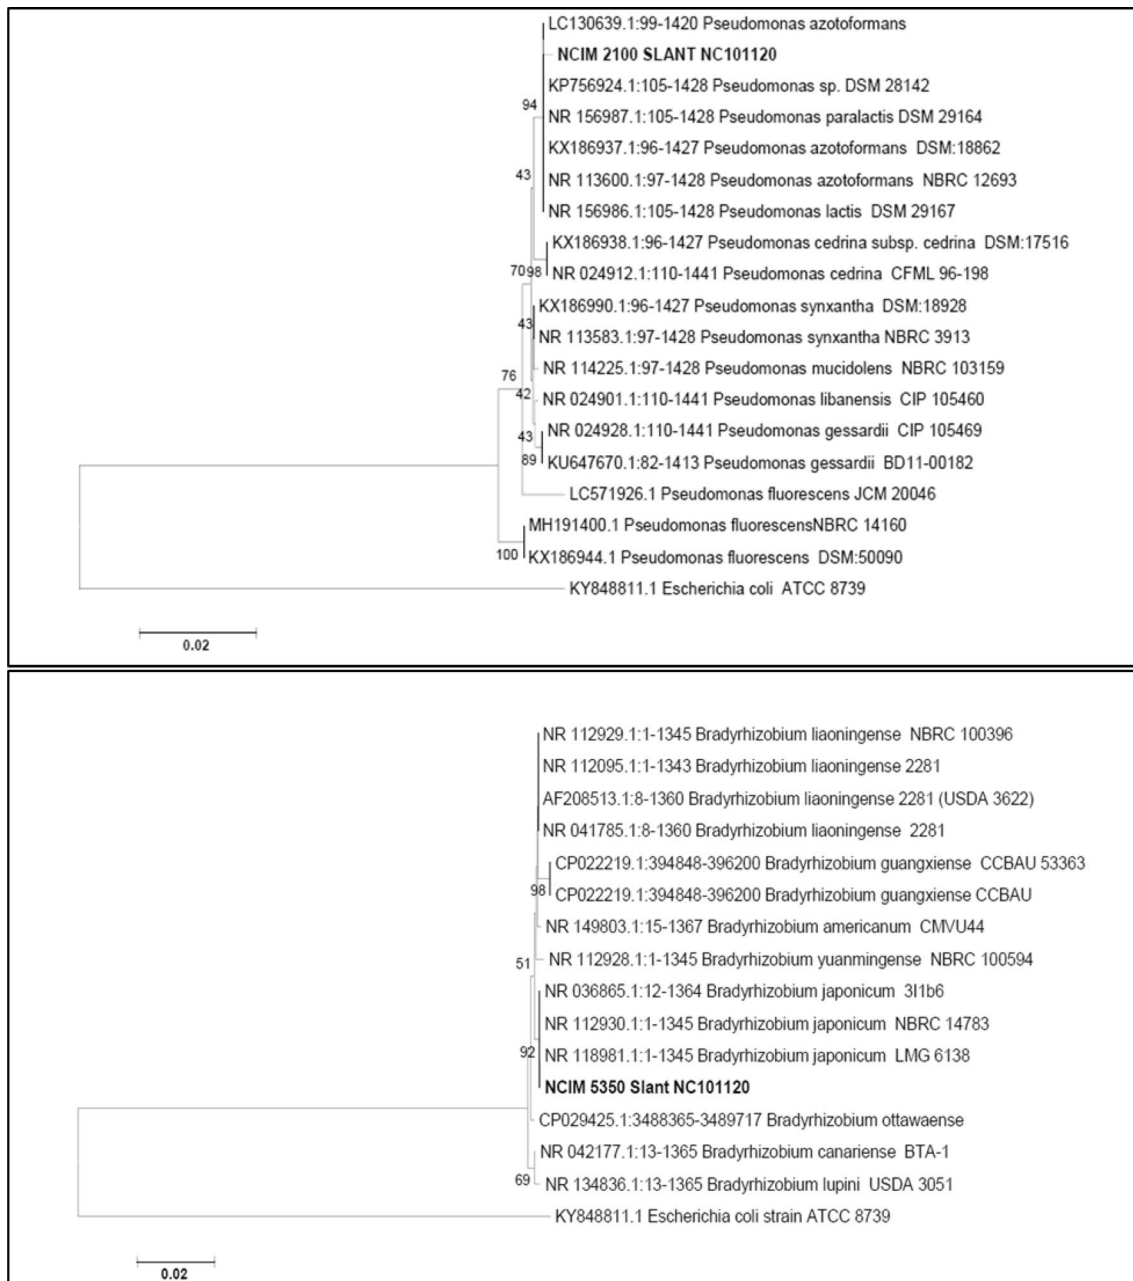 LC130639.1:99-1420 Pseudomonas azotoformans
NCIM 2100 SLANT NC101120
KP756924.1:105-1428 Pseudomonas sp. DSM 28142
94
NR 156987.1:105-1428 Pseudomonas paralactis DSM 29164
KX186937.1:96-1427 Pseudomonas azotoformans DSM:18862
43
NR 113600.1:97-1428 Pseudomonas azotoformans NBRC 12693
NR 156986.1:105-1428 Pseudomonas lactis DSM 29167
KX186938.1:96-1427 Pseudomonas cedrina subsp. cedrina DSM:17516
70 98
NR 024912.1:110-1441 Pseudomonas cedrina CFML 96-198
KX186990.1:96-1427 Pseudomonas synxantha DSM:18928
43
NR 113583.1:97-1428 Pseudomonas synxantha NBRC 3913
NR 114225.1:97-1428 Pseudomonas mucidolens NBRC 103159
76
42
NR 024901.1:110-1441 Pseudomonas libanensis CIP 105460
NR 024928.1:110-1441 Pseudomonas gessardii CIP 105469
43
89
KU647670.1:82-1413 Pseudomonas gessardii BD11-00182
LC571926.1 Pseudomonas fluorescens JCM 20046
MH191400.1 Pseudomonas fluorescensNBRC 14160
100
KX186944.1 Pseudomonas fluorescens DSM:50090
KY848811.1 Escherichia coli ATCC 8739
0.02
NR 112929.1:1-1345 Bradyrhizobium liaoningense NBRC 100396
NR 112095.1:1-1343 Bradyrhizobium liaoningense 2281
AF208513.1:8-1360 Bradyrhizobium liaoningense 2281 (USDA 3622)
NR 041785.1:8-1360 Bradyrhizobium liaoningense 2281
CP022219.1:394848-396200 Bradyrhizobium guangxiense CCBAU 53363
98
CP022219.1:394848-396200 Bradyrhizobium guangxiense CCBAU
NR 149803.1:15-1367 Bradyrhizobium americanum CMVU44
51
NR 112928.1:1-1345 Bradyrhizobium yuanmingense NBRC 100594
NR 036865.1:12-1364 Bradyrhizobium japonicum 3I1b6
NR 112930.1:1-1345 Bradyrhizobium japonicum NBRC 14783
92
NR 118981.1:1-1345 Bradyrhizobium japonicum LMG 6138
NCIM 5350 Slant NC101120
CP029425.1:3488365-3489717 Bradyrhizobium ottawaense
NR 042177.1:13-1365 Bradyrhizobium canariense BTA-1
69
NR 134836.1:13-1365 Bradyrhizobium lupini USDA 3051
KY848811.1 Escherichia coli strain ATCC 8739
0.02